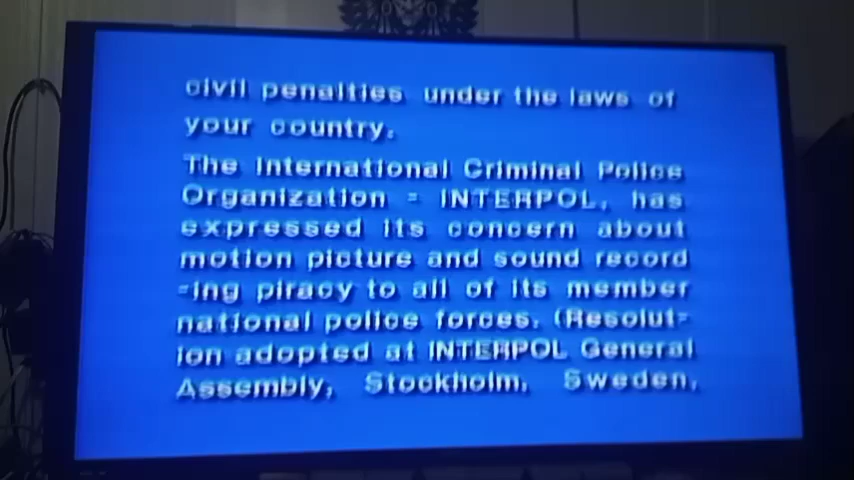 civil penalties under the laws of
your country.
The International Criminal Police
Organization = INTERPOL, has
expressed its concern about
motion picture and sound record
=ing piracy to all of its member
national police forces. (Resolut=
ion adopted at INTERPOL General
Assembly, Stockholm, Sweden,